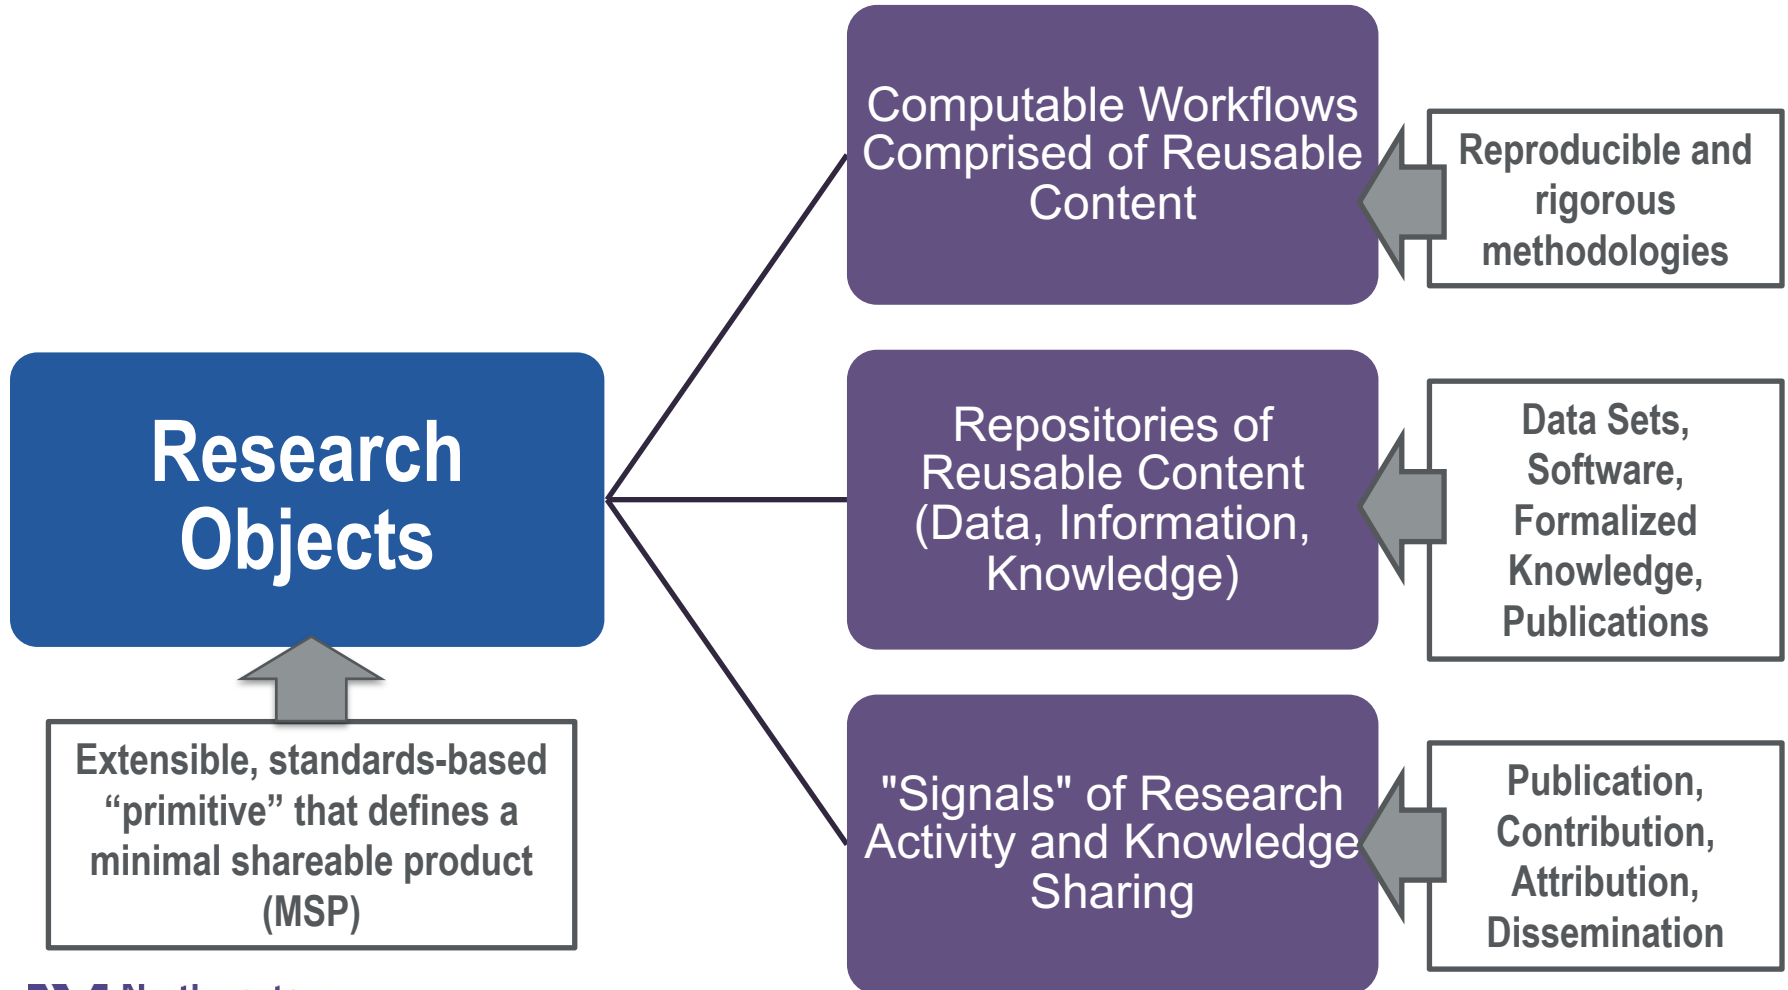 Computable Workflows
Comprised of Reusable
Content
Reproducible and
rigorous
methodologies
Research
Objects
Repositories of
Reusable Content
(Data, Information,
Knowledge)
Data Sets,
Software,
Formalized
Knowledge,
Publications
Extensible, standards-based
“primitive” that defines a
minimal shareable product
(MSP)
"Signals" of Research
Activity and Knowledge
Sharing
Publication,
Contribution,
Attribution,
Dissemination